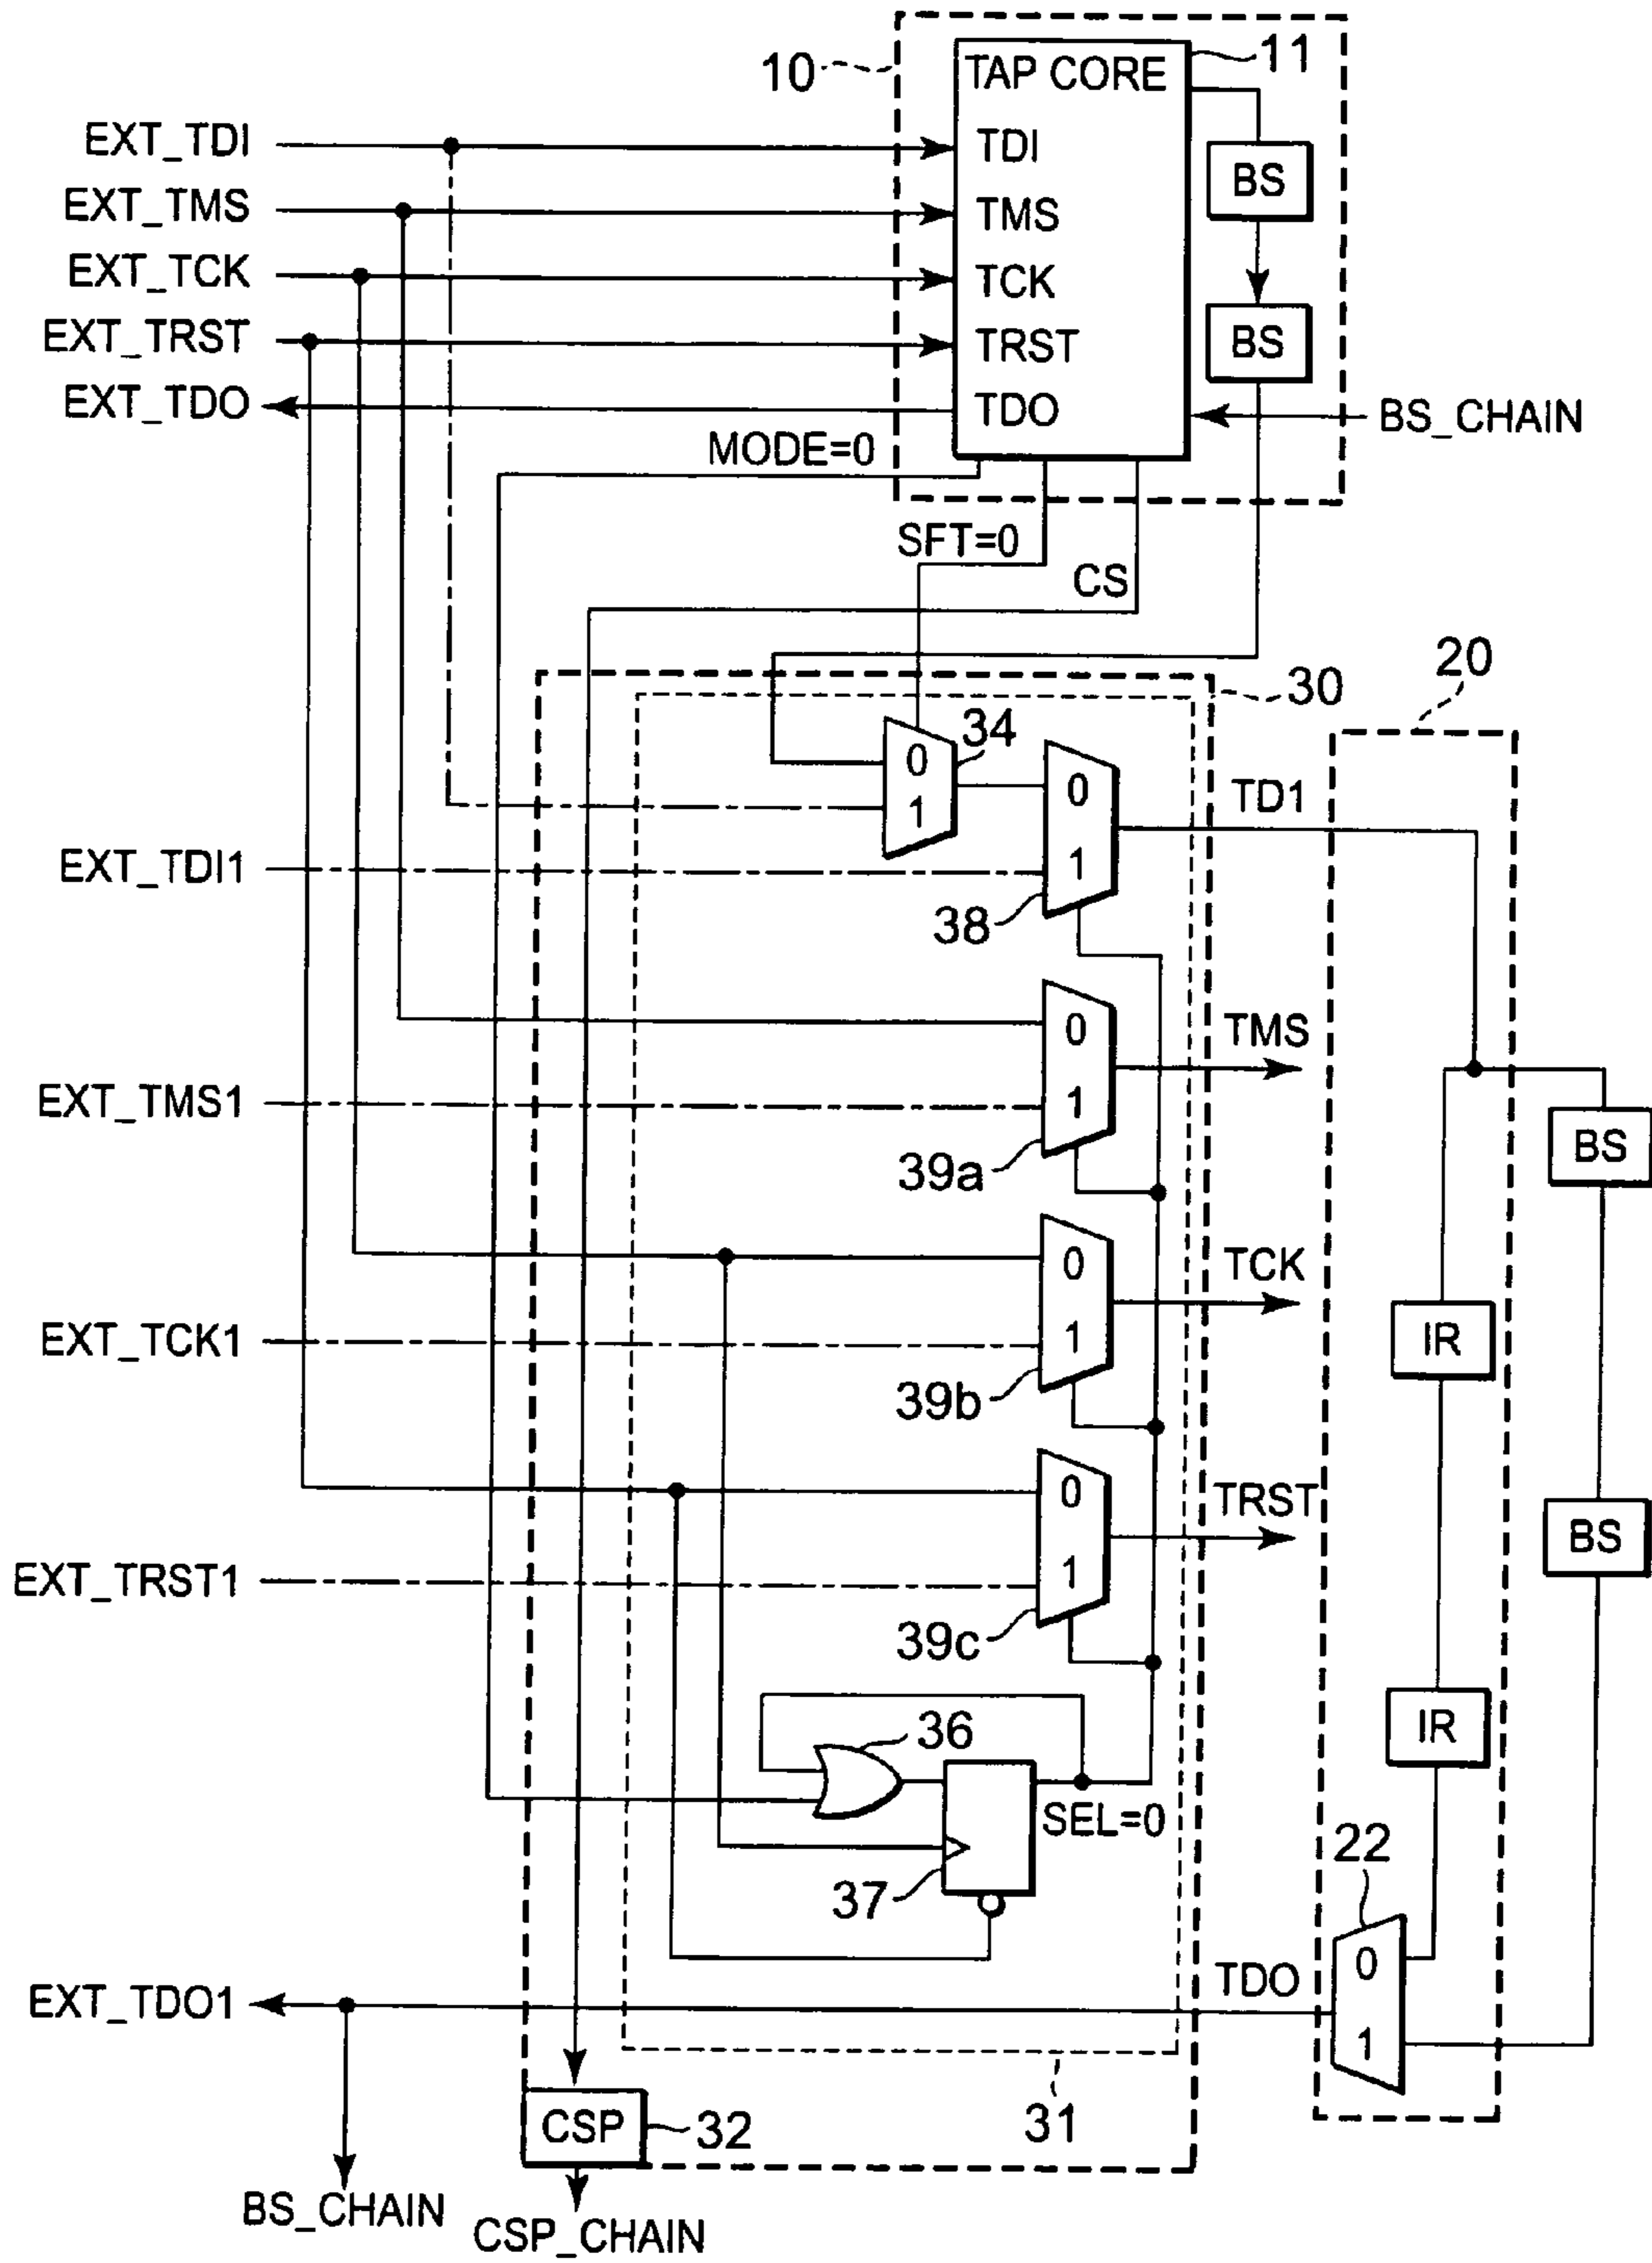 10
11
TAP CORE
EXT_TDI
TDI
BS
EXT_TMS
TMS
EXT_TCK
TCK
EXT_TRST
TRST
BS
EXT_TDO
TDO
BS_CHAIN
MODE=0
SFT=0
CS
20
30
34
0
1
0
1
TD1
EXT_TDI1
38
0
1
TMS
EXT_TMS1
39a
BS
0
1
TCK
EXT_TCK1
IR
39b
0
1
TRST
BS
EXT_TRST1
39c
36
IR
SEL=0
37
22
0
1
TDO
EXT_TDO1
CSP
32
31
BS_CHAIN
CSP_CHAIN